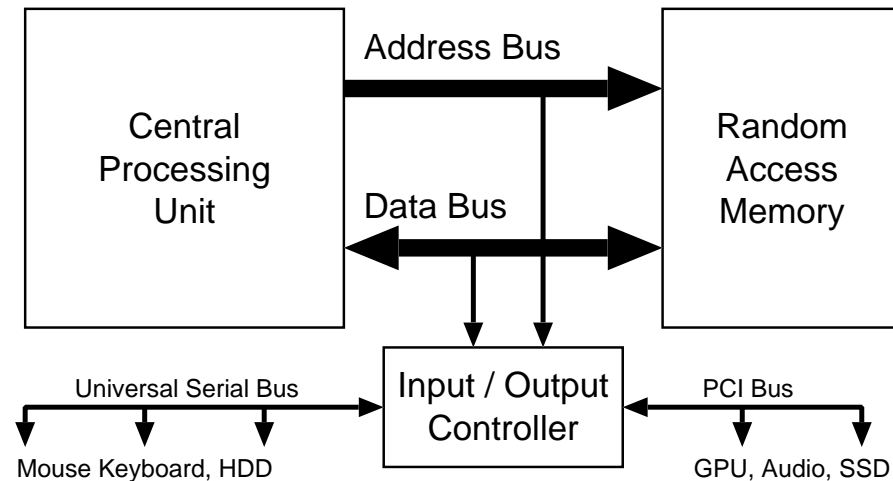 Address Bus
Central
Processing
Unit
Random
Access
Memory
Data Bus
Universal Serial Bus
Input / Output
Controller
PCI Bus
Mouse Keyboard, HDD
GPU, Audio, SSD